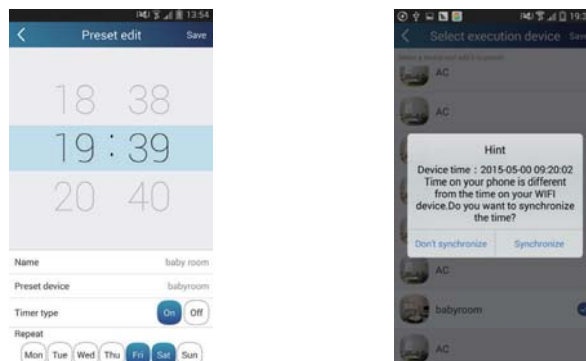 13:54
Preset edit Save
18 38
19 : 39
20 40
Name baby room
Preset device babyroom
Timer type On Off
Repeat
Mon Tue Wed Thu Fri Sat Sun
19:3
Select execution device Save
AC
AC
Hint
Device time : 2015-05-00 09:20:02
Time on your phone is different
from the time on your WIFI
device.Do you want to synchronize
the time?
Don't synchronize Synchronize
AC
babyroom
AC